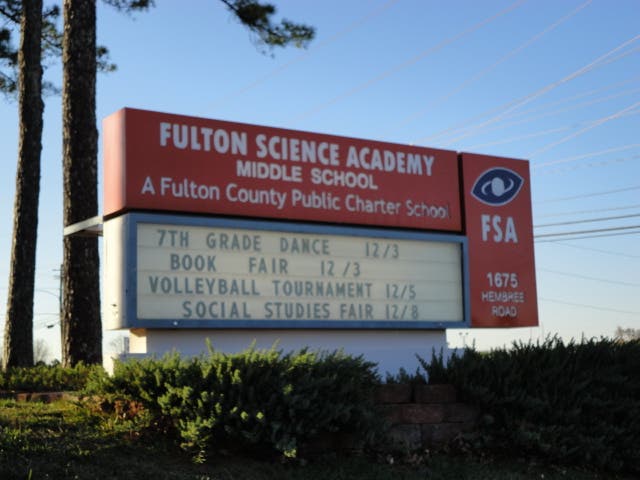 FULTON SCIENCE ACADEMY
MIDDLE SCHOOL
A Fulton County Public Charter School
7TH GRADE DANCE 12/3
BOOK FAIR 12/3
VOLLEYBALL TOURNAMENT 12/5
SOCIAL STUDIES FAIR 12/8
FSA
1675
HEMBREE
ROAD